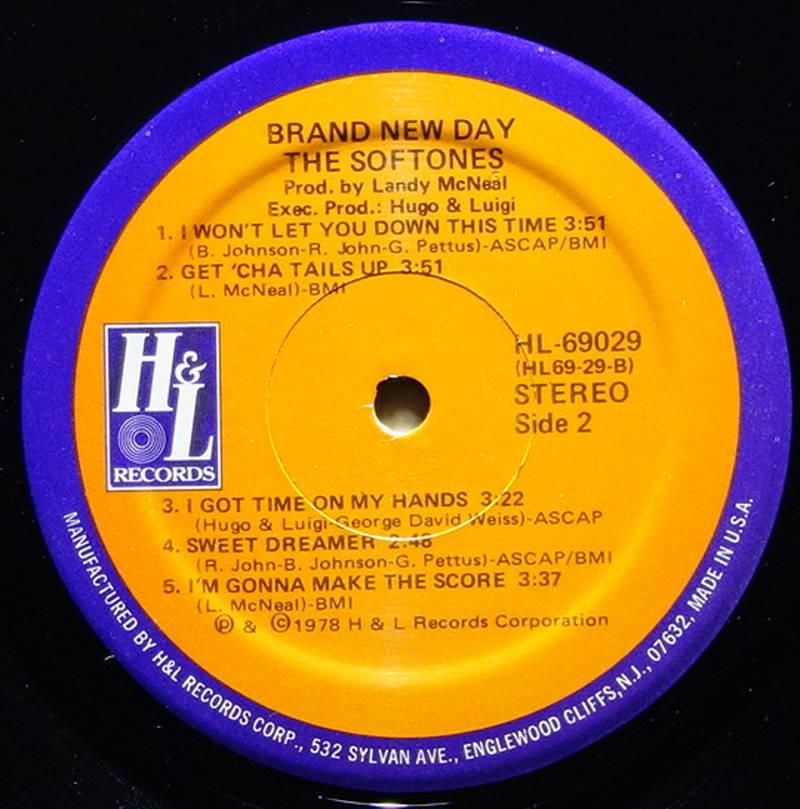 BRAND NEW DAY
THE SOFTONES
Prod. by Landy McNeal
Exec. Prod.: Hugo & Luigi
1. I WON'T LET YOU DOWN THIS TIME 3:51
(B. Johnson-R. John-G. Pettus)-ASCAP/BMI
2. GET 'CHA TAILS UP 3:51
(L. McNeal)-BMI
H&L
RECORDS
HL-69029
(HL69-29-B)
STEREO
Side 2
3. I GOT TIME ON MY HANDS 3:22
(Hugo & Luigi-George David Weiss)-ASCAP
4. SWEET DREAMER 2:48
(R. John-B. Johnson-G. Pettus)-ASCAP/BMI
5. I'M GONNA MAKE THE SCORE 3:37
(L. McNeal)-BMI
Ⓟ & Ⓒ1978 H & L Records Corporation
MANUFACTURED BY H&L RECORDS CORP., 532 SYLVAN AVE., ENGLEWOOD CLIFFS, N.J., 07632, MADE IN U.S.A.